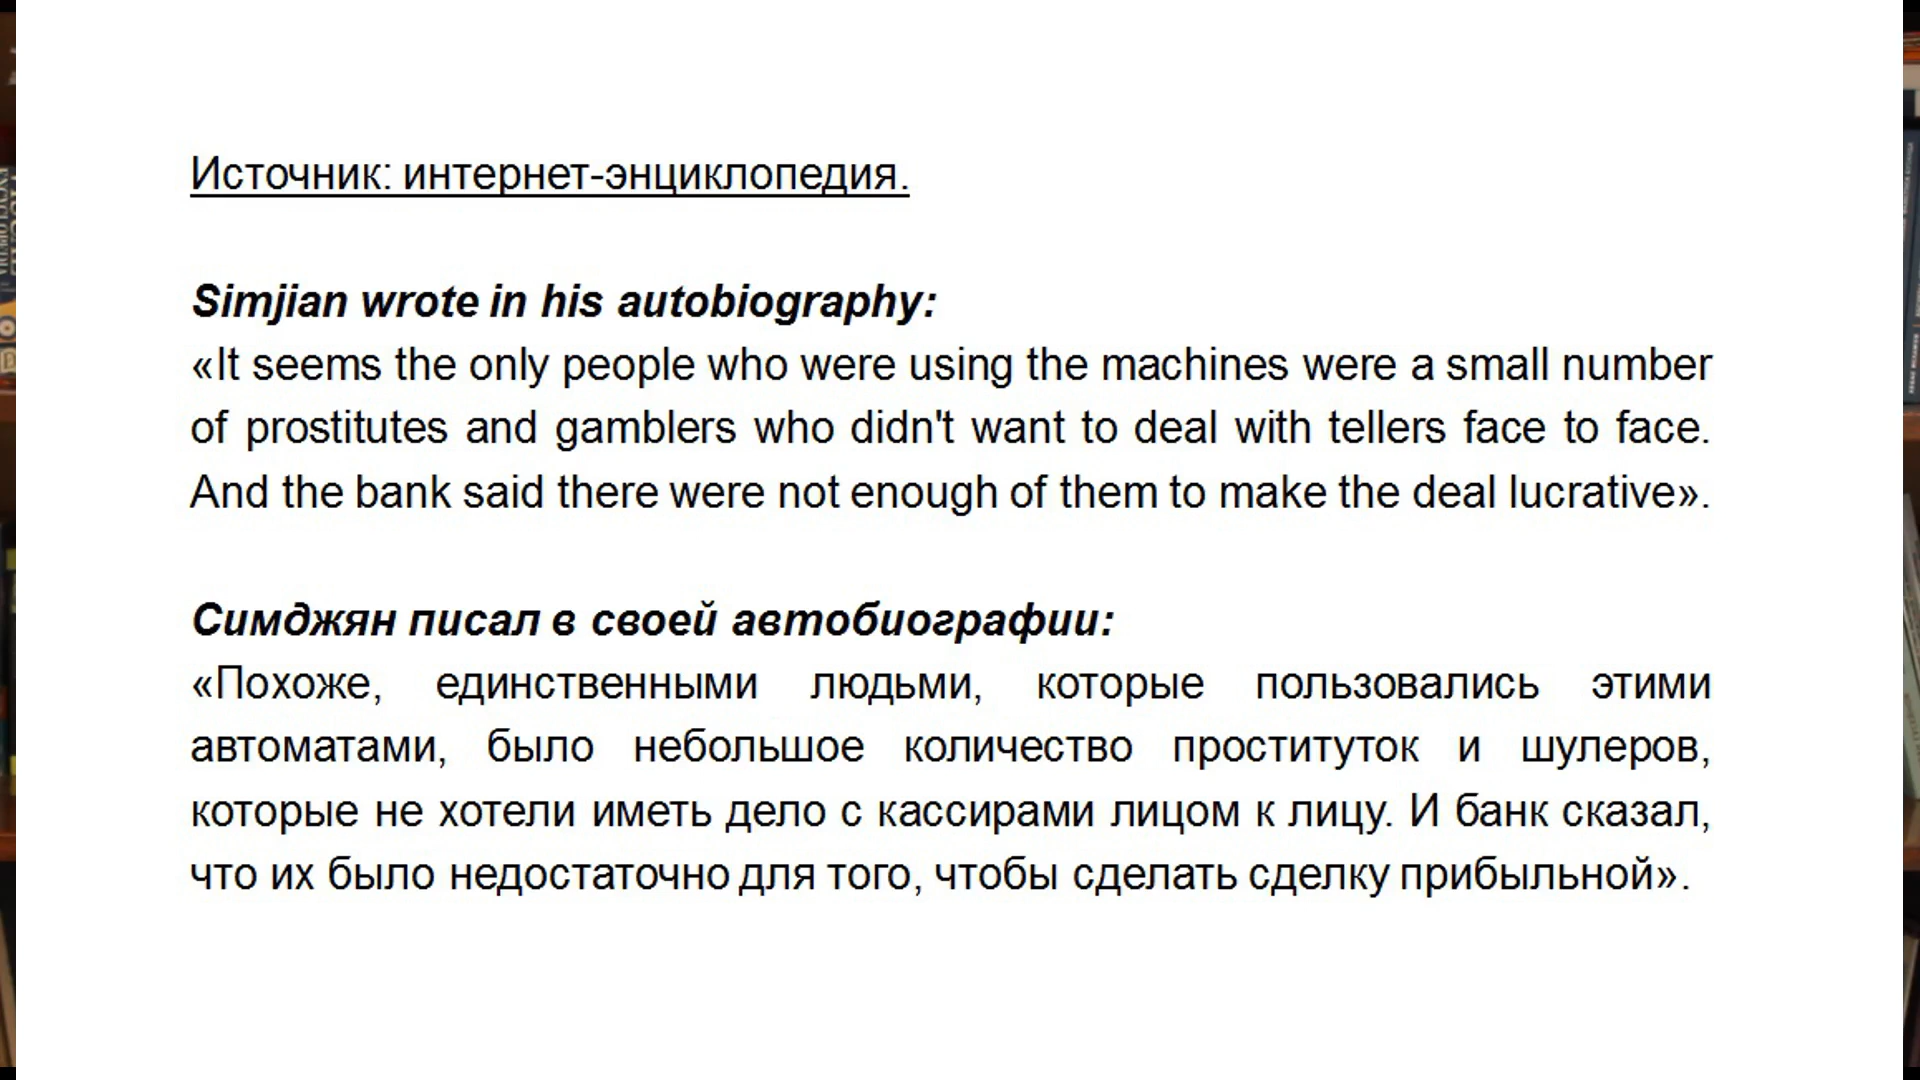 Источник: интернет-энциклопедия.
Simjian wrote in his autobiography:
«It seems the only people who were using the machines were a small number
of prostitutes and gamblers who didn't want to deal with tellers face to face.
And the bank said there were not enough of them to make the deal lucrative».
Симджян писал в своей автобиографии:
«Похоже, единственными людьми, которые пользовались этими
автоматами, было небольшое количество проституток и шулеров,
которые не хотели иметь дело с кассирами лицом к лицу. И банк сказал,
что их было недостаточно для того, чтобы сделать сделку прибыльной».